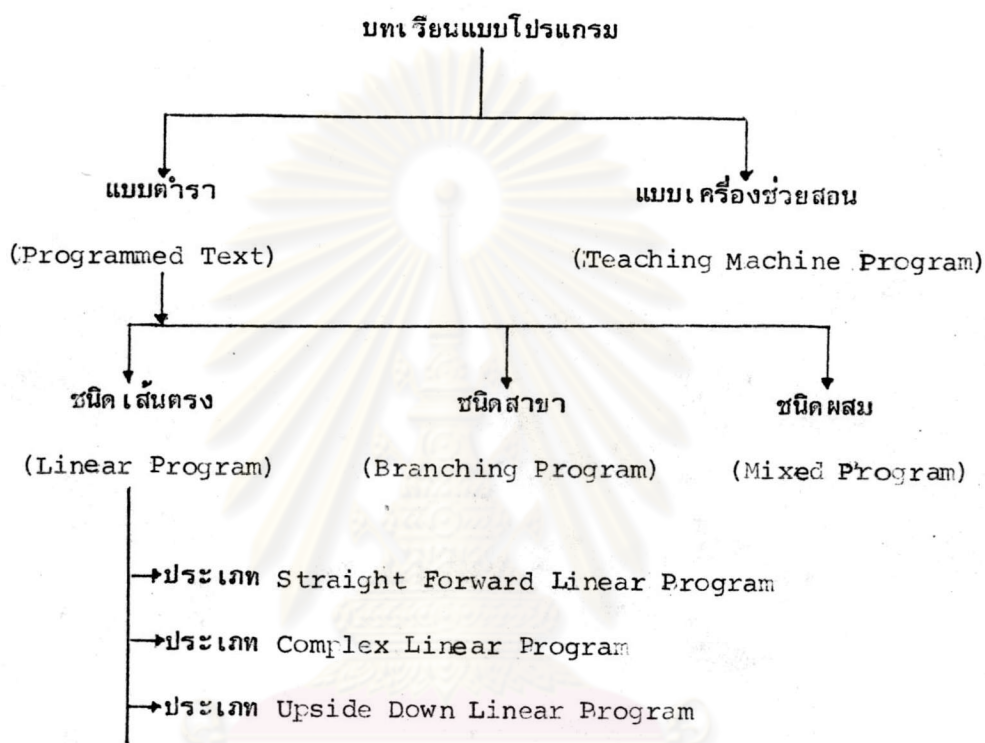 บทเรียนแบบโปรแกรม
แบบตำรา แบบเครื่องช่วยสอน
(Programmed Text) (Teaching Machine Program)
ชนิดเส้นตรง ชนิดสาขา ชนิดผสม
(Linear Program) (Branching Program) (Mixed Program)
ประเภท Straight Forward Linear Program
ประเภท Complex Linear Program
ประเภท Upside Down Linear Program